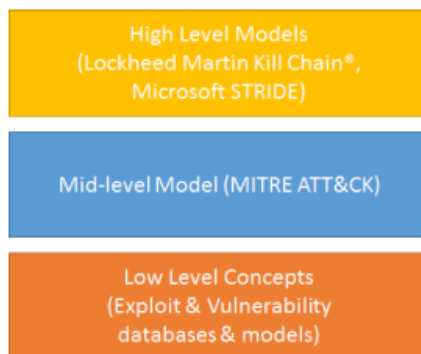 High Level Models
(Lockheed Martin Kill Chain®,
Microsoft STRIDE)
Mid-level Model (MITRE ATT&CK)
Low Level Concepts
(Exploit & Vulnerability
databases & models)